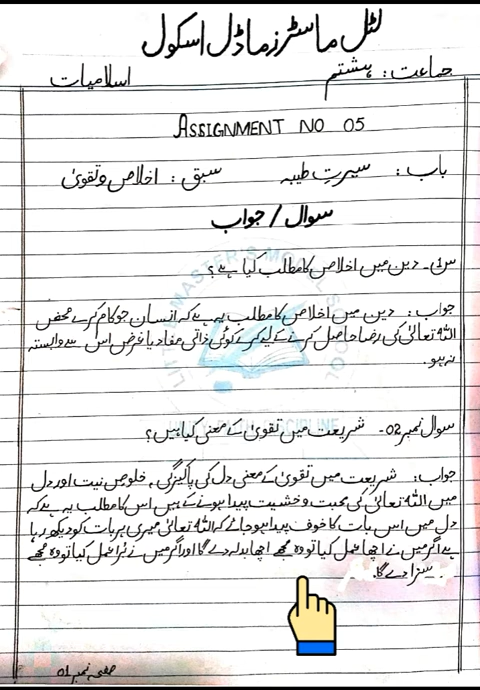 لٹل ماسٹرز ماڈل اسکول
جماعت: ہشتم اسلامیات
ASSIGNMENT NO 05
باب: سیرتِ طیبہ سبق: اخلاص و تقویٰ
سوال / جواب
س1۔ دین میں اخلاص کا مطلب کیا ہے؟
جواب: دین میں اخلاص کا مطلب یہ ہے کہ انسان جو کام کرے محض
اللہ تعالیٰ کی رضا حاصل کرنے کے لیے کرے کوئی ذاتی مفاد یا غرض اس سے وابستہ
نہ ہو۔
سوال نمبر 02۔ شریعت میں تقویٰ کے معنی کیا ہیں؟
جواب: شریعت میں تقویٰ کے معنی دل کی پاکیزگی، خلوص نیت اور دل
میں اللہ تعالیٰ کی محبت و خشیت پیدا ہونے کے ہیں اس کا مطلب یہ ہے کہ
دل میں اس بات کا خوف پیدا ہو جائے کہ اللہ تعالیٰ میری ہر بات کو دیکھ رہا
ہے اگر میں نے اچھا عمل کیا تو وہ مجھے اچھا بدلہ دے گا اور اگر میں نے بُرا عمل کیا تو وہ مجھے
سزا دے گا۔
صفحہ نمبر 01
LITTLE MASTER'S MODEL SCHOOL
DISCIPLINE